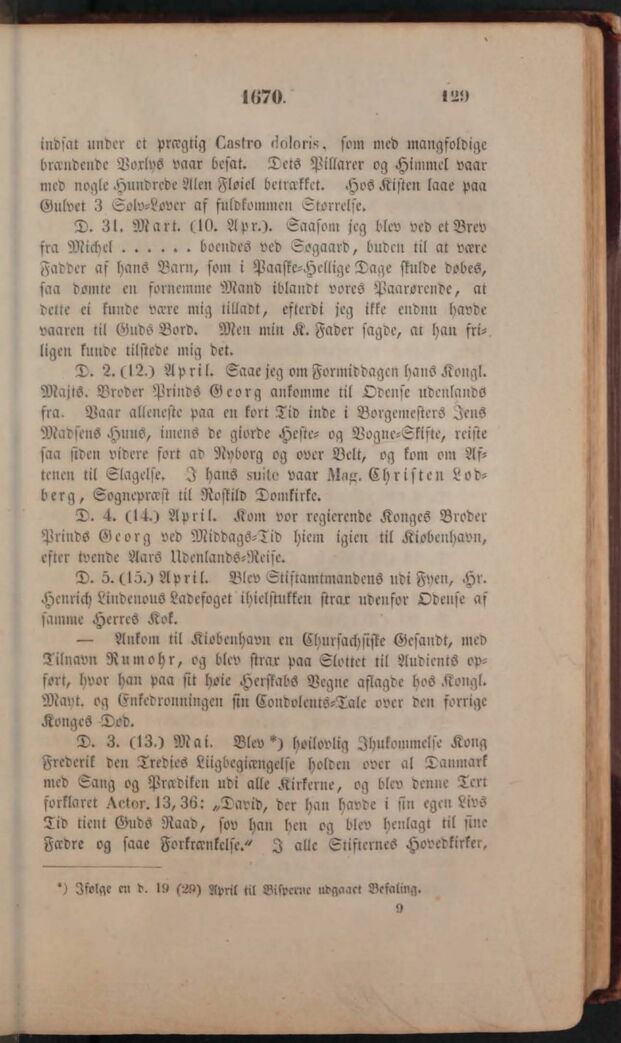 1670.
129
indsat under et prægtig Castro doloris, som med mangfoldige
brændende Voxlys vaar besat. Dets Pillarer og Himmel vaar
med nogle Hundrede Alen Fløiel betrækket. Hos Kisten laae paa
Gulvet 3 Sølv=Løver af fuldkommen Størrelse.
D. 31. Mart. (10. Apr.). Saasom jeg blev ved et Brev
fra Michel . . . . . . boendes ved Søgaard, buden til at være
Fadder af hans Barn, som i Paaske=Hellige Dage skulde døbes,
saa dømte en fornemme Mand iblandt vores Paarørende, at
dette ei kunde være mig tilladt, efterdi jeg ikke endnu havde
vaaren til Guds Bord. Men min K. Fader sagde, at han fri=
ligen kunde tilstede mig det.
D. 2. (12.) April. Saae jeg om Formiddagen hans Kongl.
Majts. Broder Prinds Georg ankomme til Odense udenlands
fra. Vaar alleneste paa en kort Tid inde i Borgemesters Jens
Madsens Huus, imens de giorde Heste= og Vogne=Skifte, reiste
saa siden videre fort ad Nyborg og over Belt, og kom om Af=
tenen til Slagelse. I hans suite vaar Mag. Christen Lod=
berg, Sognepræst til Roskild Domkirke.
D. 4. (14.) April. Kom vor regierende Konges Broder
Prinds Georg ved Middags=Tid hiem igien til Kiøbenhavn,
efter tvende Aars Udenlands=Reise.
D. 5. (15.) April. Blev Stiftamtmandens udi Fyen, Hr.
Henrich Lindenous Ladefoget ihielstukken strax udenfor Odense af
samme Herres Kok.
— Ankom til Kiøbenhavn en Chursachsiske Gesandt, med
Tilnavn Rumohr, og blev strax paa Slottet til Audients op=
ført, hvor han paa sit høie Herskabs Vegne aflagde hos Kongl.
Mayt. og Enkedronningen sin Condolents=Tale over den forrige
Konges Død.
D. 3. (13.) Mai. Blev *) høilovlig Ihukommelse Kong
Frederik den Tredies Liigbegiængelse holden over al Danmark
med Sang og Prædiken udi alle Kirkerne, og blev denne Text
forklaret Actor. 13, 36: „David, der han havde i sin egen Livs
Tid tient Guds Raad, sov han hen og blev henlagt til sine
Fædre og saae Forkrænkelse.“ I alle Stifternes Hovedkirker,
*) Ifølge en d. 19 (29) April til Bisperne udgaaet Befaling.
9